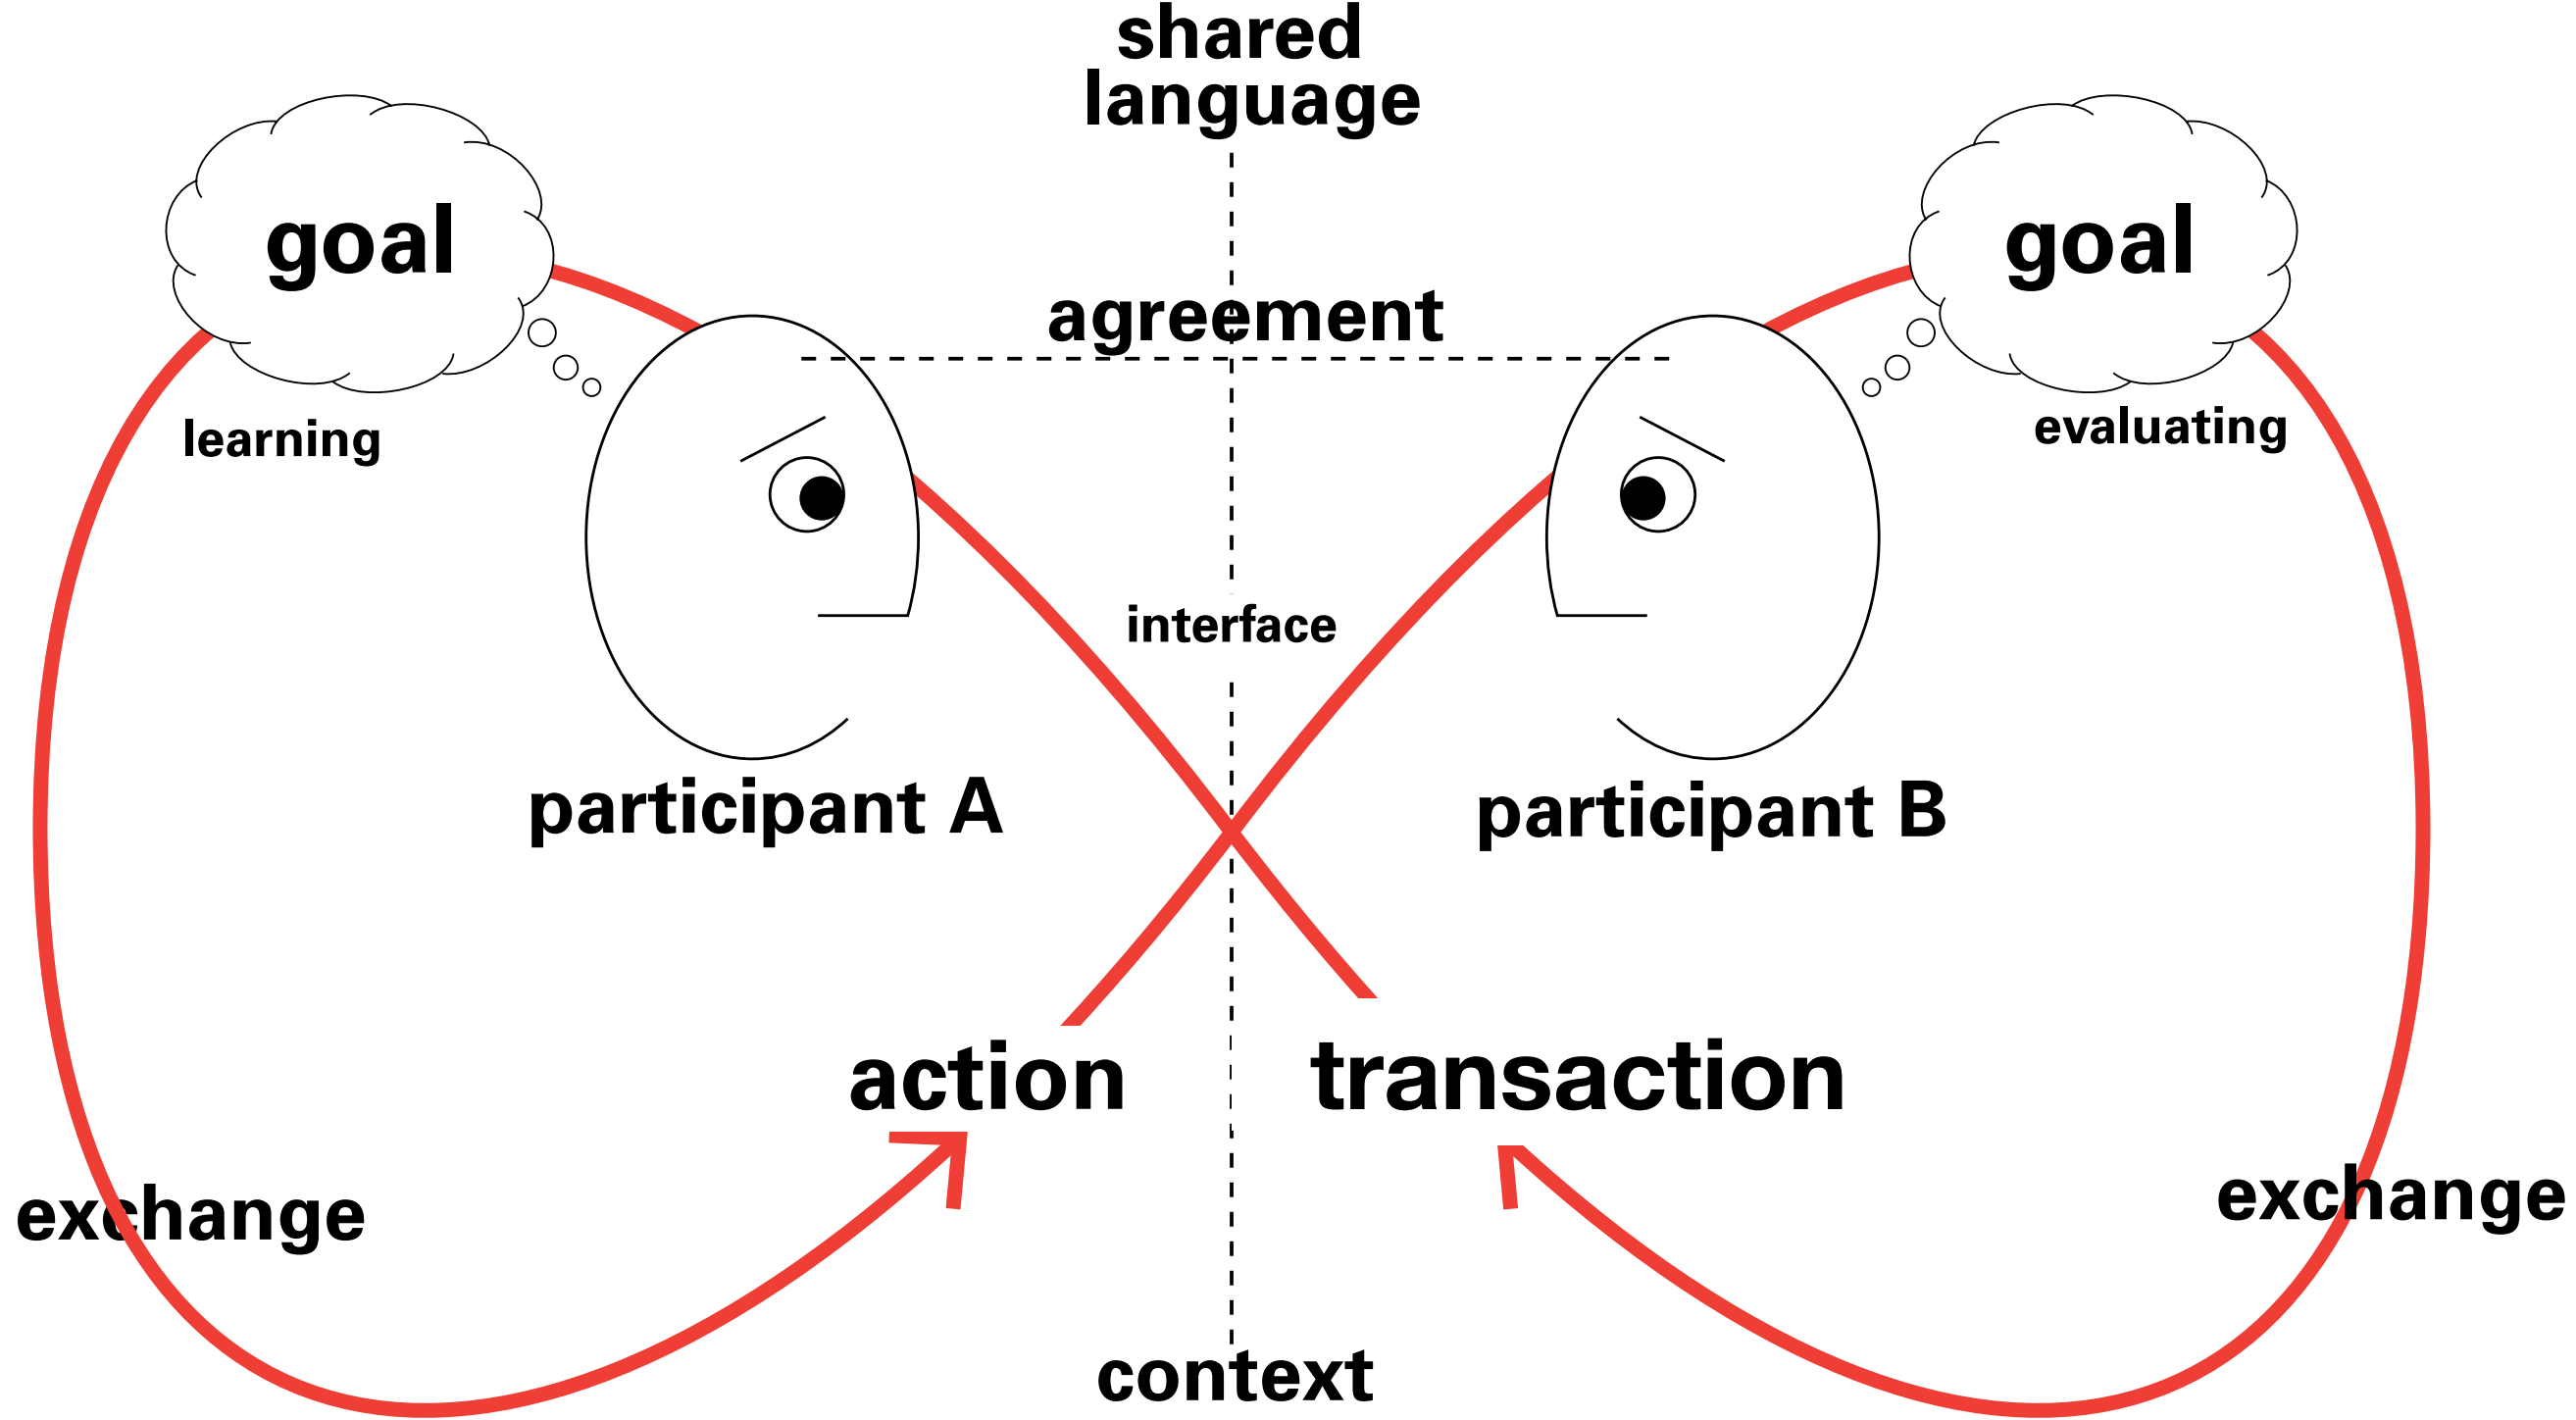 shared
language
goal
goal
agreement
learning
evaluating
interface
participant A
participant B
action
transaction
exchange
exchange
context